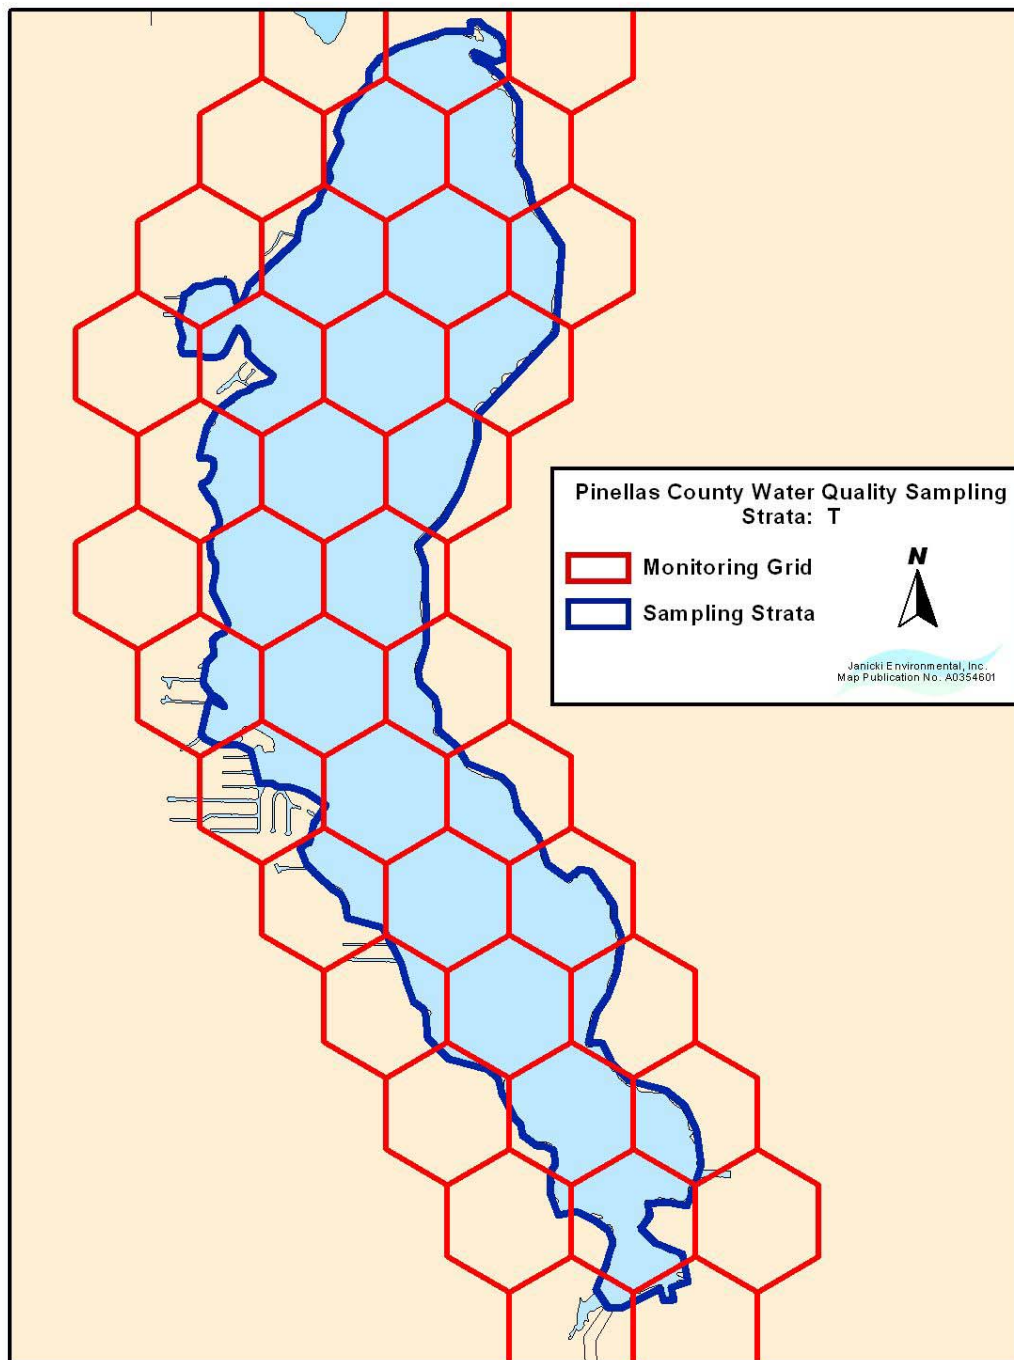 Pinellas County Water Quality Sampling
Strata: T
Monitoring Grid
N
Sampling Strata
Janicki Environmental, Inc.
Map Publication No. A0354601